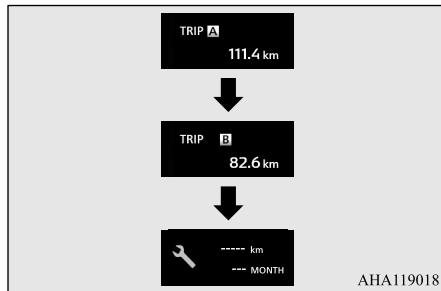 TRIP A
111.4 km
TRIP B
82.6 km
----- km
--- MONTH
AHA119018